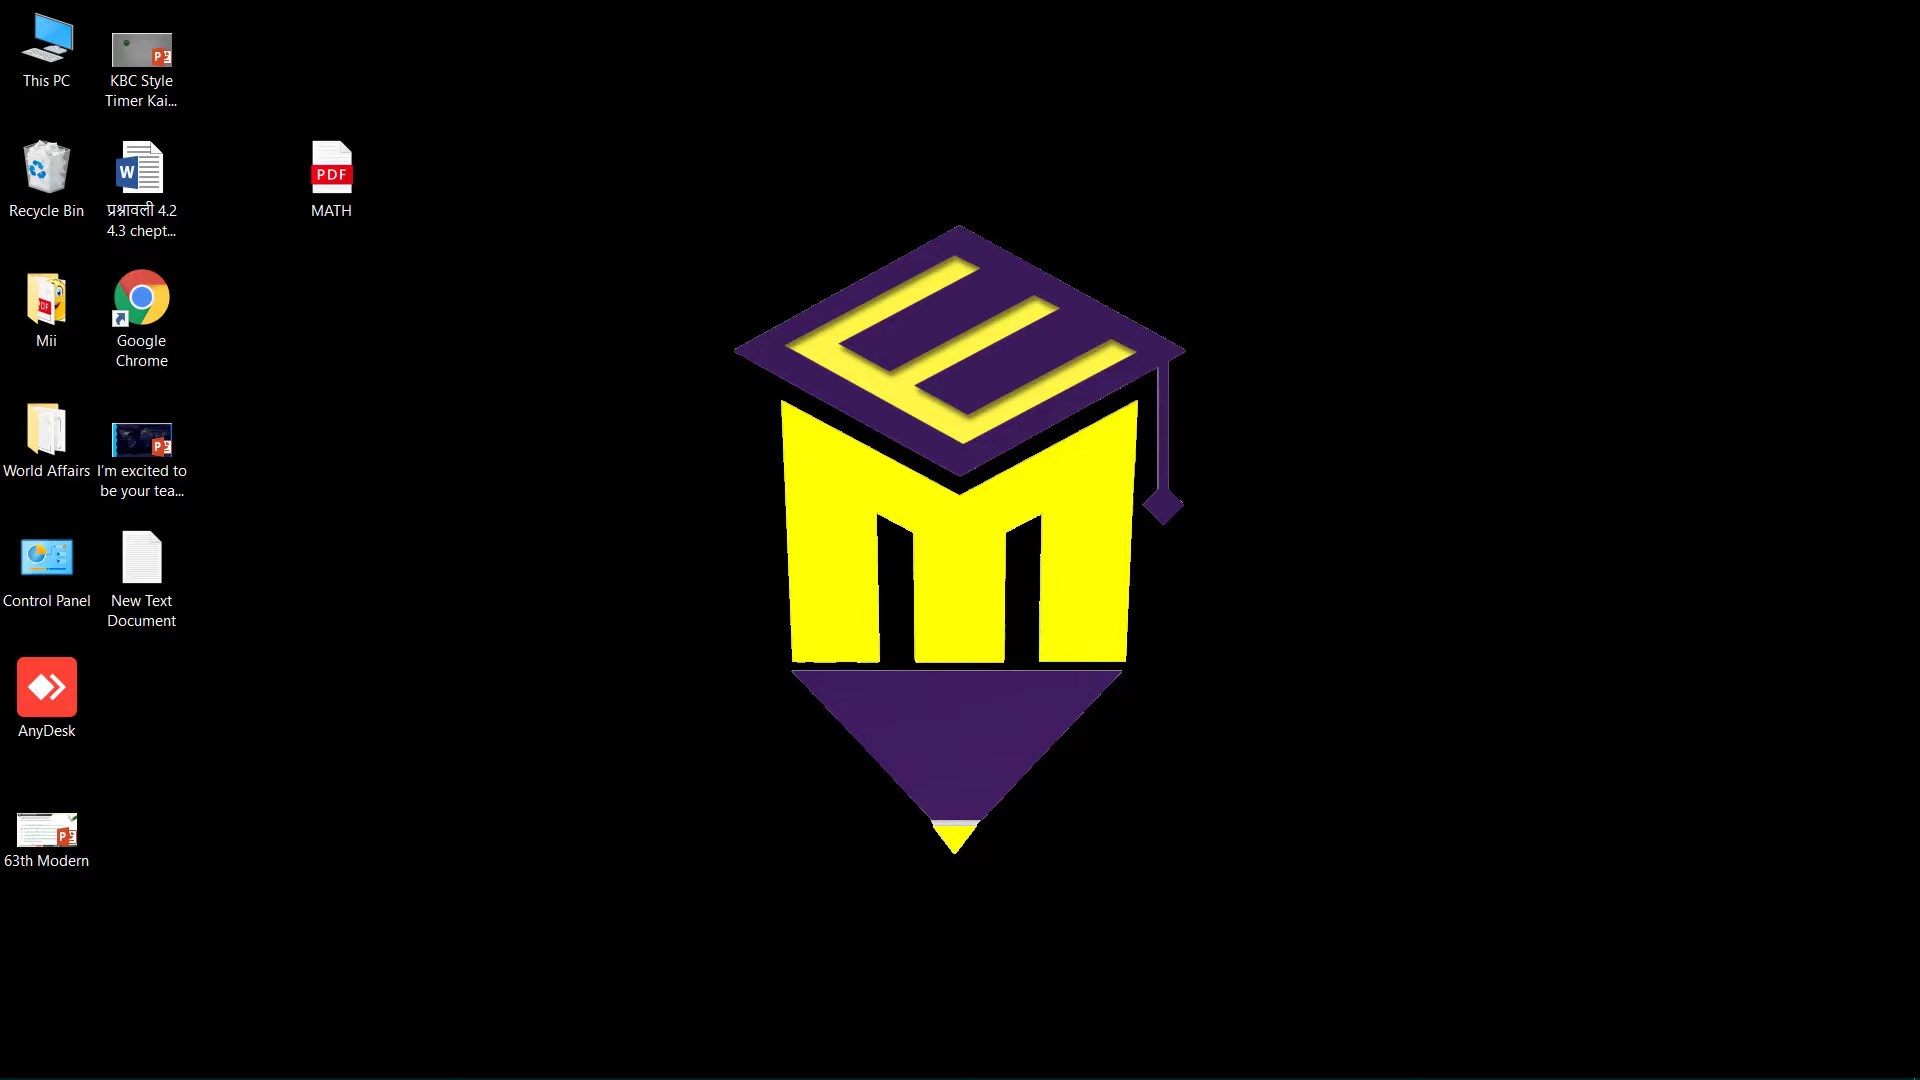 This PC
KBC Style
Timer Kai...
Recycle Bin
W
प्रश्नावली 4.2
4.3 chept...
PDF
MATH
Mii
PDF
Google
Chrome
World Affairs
P
I'm excited to
be your tea...
Control Panel
New Text
Document
AnyDesk
P
63th Modern